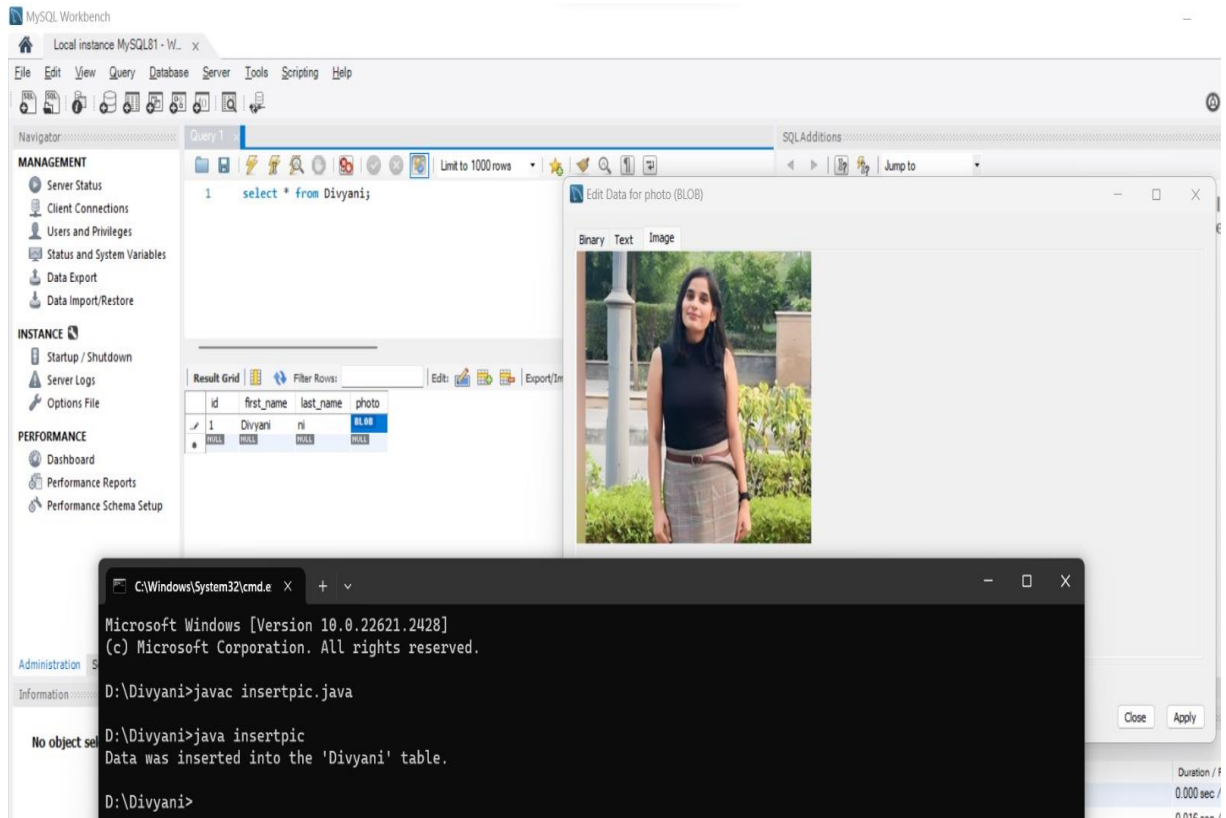 MySQL Workbench
Local instance MySQL81 - W... x
File Edit View Query Database Server Tools Scripting Help
Navigator
Query 1 x
SQLAdditions
MANAGEMENT
Server Status
Client Connections
Users and Privileges
Status and System Variables
Data Export
Data Import/Restore
INSTANCE
Startup / Shutdown
Server Logs
Options File
PERFORMANCE
Dashboard
Performance Reports
Performance Schema Setup
Administration S
Information
No object sel
Limit to 1000 rows
Jump to
1 select * from Divyani;
Result Grid Filter Rows: Edit: Export/Im
id first_name last_name photo
1 Divyani ni BLOB
NULL NULL NULL NULL
Edit Data for photo (BLOB)
Binary Text Image
Close Apply
C:\Windows\System32\cmd.e X + 
Microsoft Windows [Version 10.0.22621.2428]
(c) Microsoft Corporation. All rights reserved.
D:\Divyani>javac insertpic.java
D:\Divyani>java insertpic
Data was inserted into the 'Divyani' table.
D:\Divyani>
Duration / F
0.000 sec /